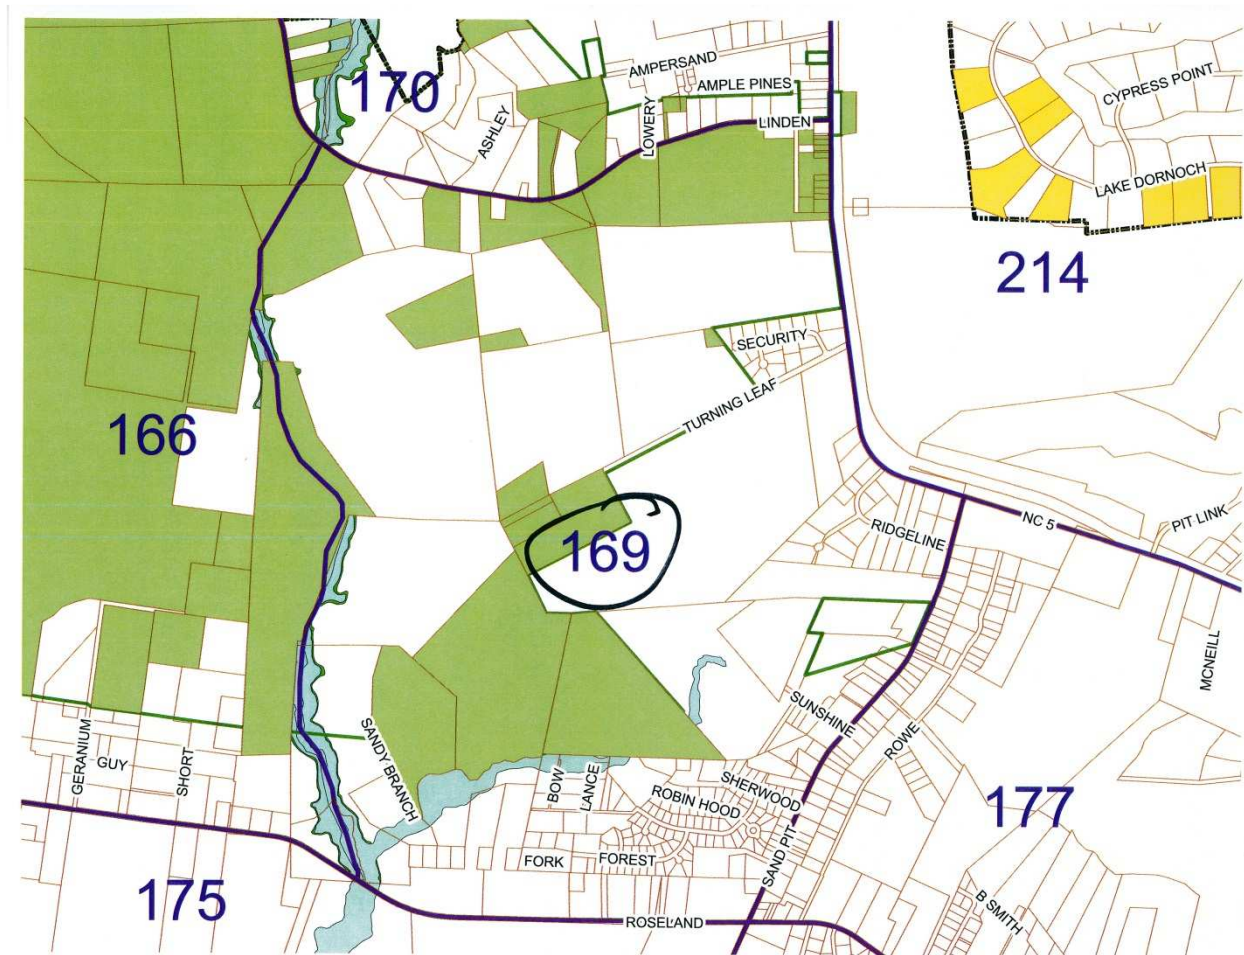 170
AMPERSAND
AMPLE PINES
LINDEN
LOWERY
ASHLEY
CYPRESS POINT
LAKE DORNOCH
214
SECURITY
TURNING LEAF
166
169
RIDGELINE
NC 5
PIT LINK
MCNEILL
SUNSHINE
ROWE
GERANIUM
GUY
SHORT
SANDY BRANCH
BOW
LANCE
SHERWOOD
ROBIN HOOD
177
FORK
FOREST
SAND PIT
175
ROSELAND
B SMITH